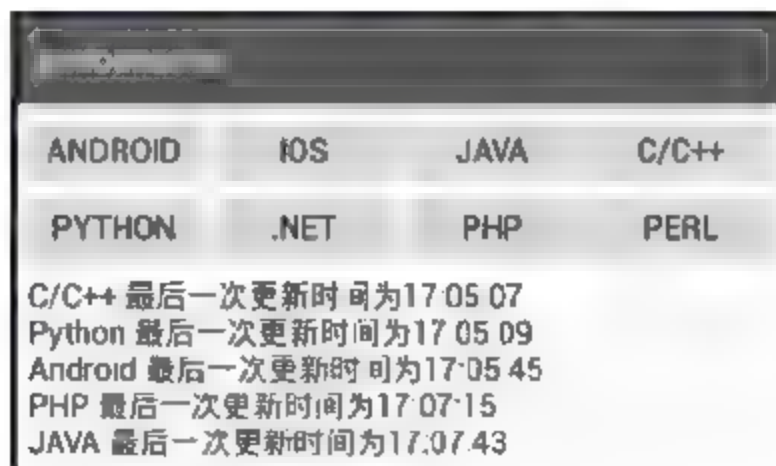 ANDROID IOS JAVA C/C++
PYTHON .NET PHP PERL
C/C++ 最后一次更新时间为17:05:07
Python 最后一次更新时间为17:05:09
Android 最后一次更新时间为17:05:45
PHP 最后一次更新时间为17:07:15
JAVA 最后一次更新时间为17:07:43